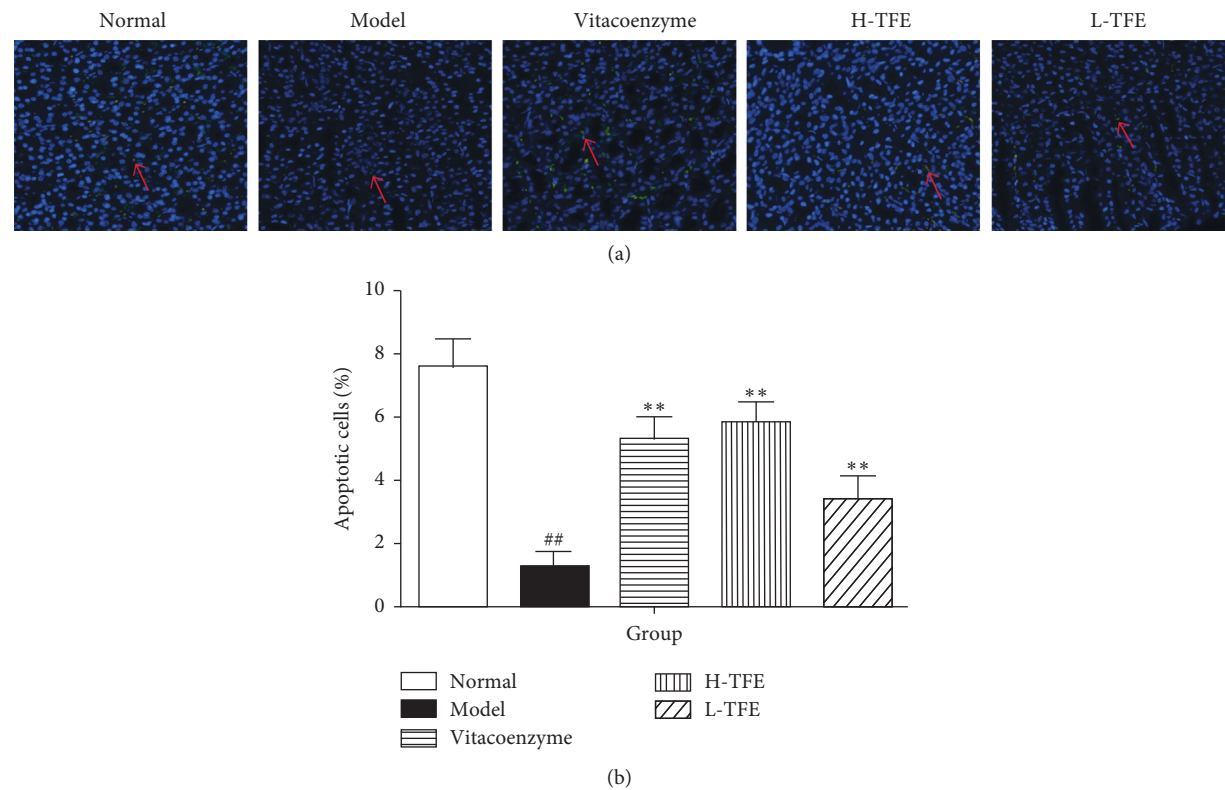 Normal Model Vitacoenzyme H-TFE L-TFE
(a)
10
8
6
4
2
0
Apoptotic cells (%)
##
**
**
**
Group
Normal
Model
Vitacoenzyme
H-TFE
L-TFE
(b)